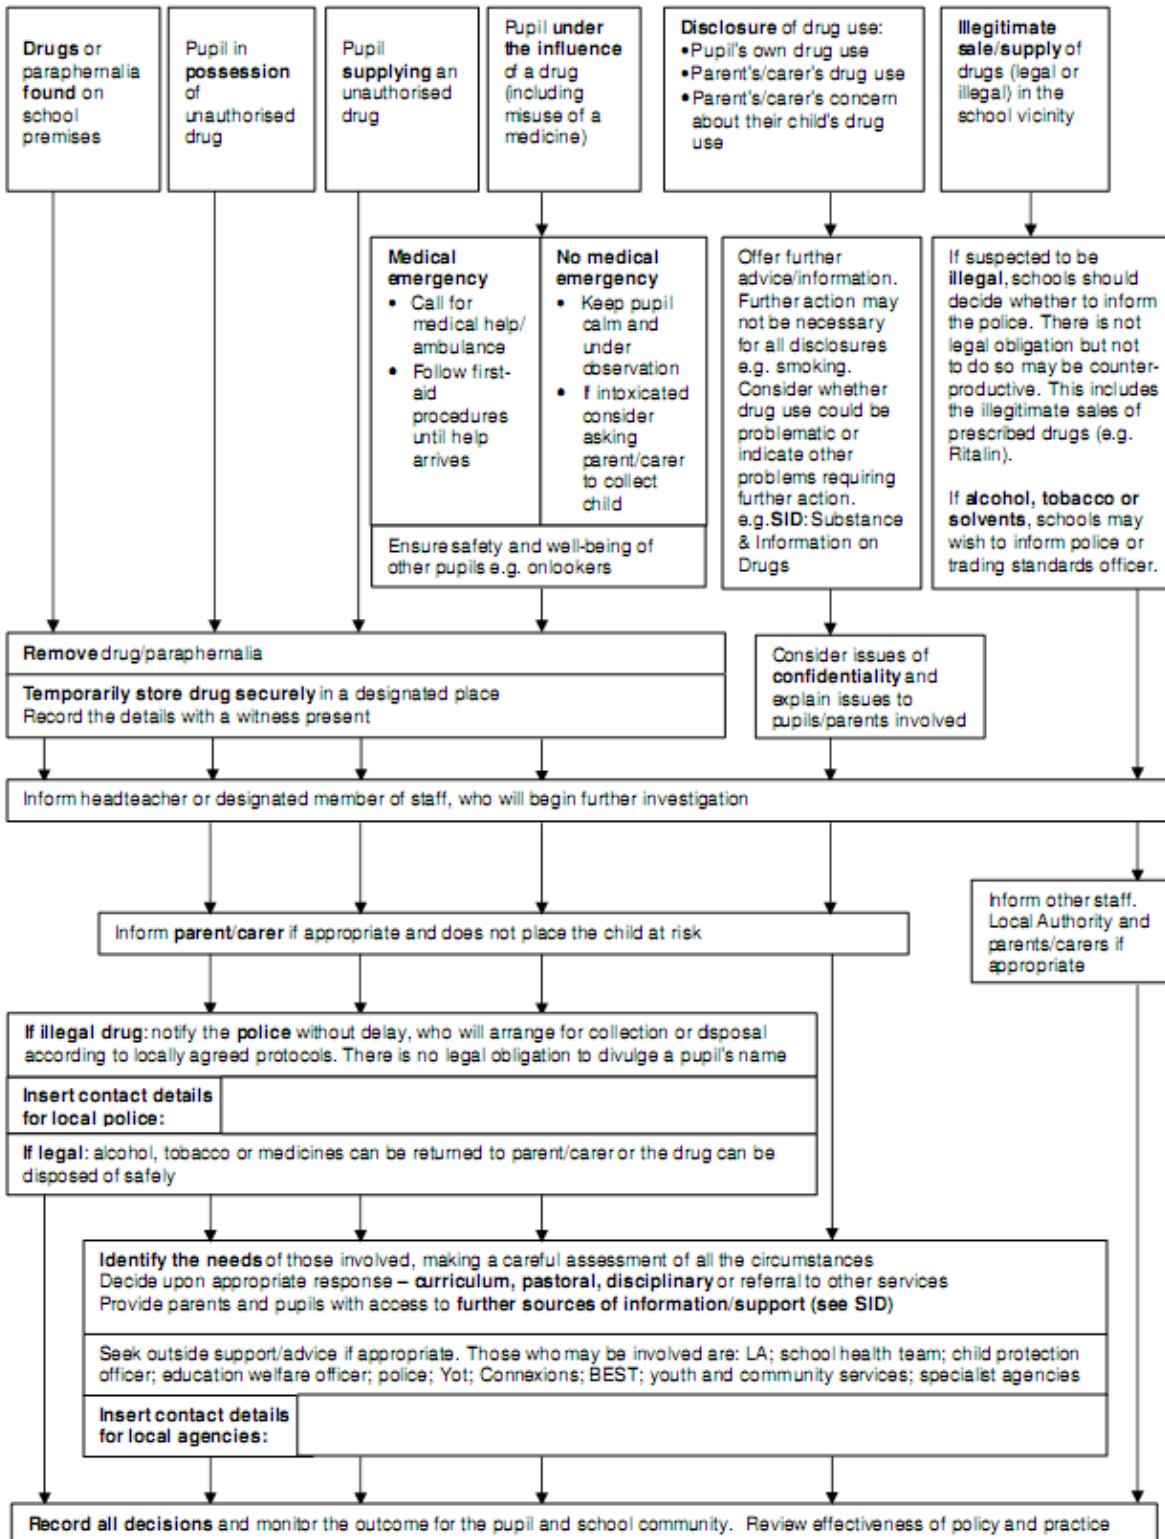 Drugs or
paraphernalia
found on
school
premises
Pupil in
possession
of
unauthorised
drug
Pupil
supplying an
unauthorised
drug
Pupil under
the influence
of a drug
(including
misuse of a
medicine)
Disclosure of drug use:
•Pupil's own drug use
•Parent's/carer's drug use
•Parent's/carer's concern
about their child's drug
use
Illegitimate
sale/supply of
drugs (legal or
illegal) in the
school vicinity
Medical
emergency
• Call for
medical help/
ambulance
• Follow first-
aid
procedures
until help
arrives
No medical
emergency
• Keep pupil
calm and
under
observation
• If intoxicated
consider
asking
parent/carer
to collect
child
Ensure safety and well-being of
other pupils e.g. onlookers
Offer further
advice/information.
Further action may
not be necessary
for all disclosures
e.g. smoking.
Consider whether
drug use could be
problematic or
indicate other
problems requiring
further action.
e.g.SID: Substance
& Information on
Drugs
If suspected to be
illegal, schools should
decide whether to inform
the police. There is not
legal obligation but not
to do so may be counter-
productive. This includes
the illegitimate sales of
prescribed drugs (e.g.
Ritalin).
If alcohol, tobacco or
solvents, schools may
wish to inform police or
trading standards officer.
Remove drug/paraphernalia
Temporarily store drug securely in a designated place
Record the details with a witness present
Consider issues of
confidentiality and
explain issues to
pupils/parents involved
Inform headteacher or designated member of staff, who will begin further investigation
Inform other staff.
Local Authority and
parents/carers if
appropriate
Inform parent/carer if appropriate and does not place the child at risk
If illegal drug: notify the police without delay, who will arrange for collection or disposal
according to locally agreed protocols. There is no legal obligation to divulge a pupil's name
Insert contact details
for local police:
If legal: alcohol, tobacco or medicines can be returned to parent/carer or the drug can be
disposed of safely
Identify the needs of those involved, making a careful assessment of all the circumstances
Decide upon appropriate response – curriculum, pastoral, disciplinary or referral to other services
Provide parents and pupils with access to further sources of information/support (see SID)
Seek outside support/advice if appropriate. Those who may be involved are: LA; school health team; child protection
officer; education welfare officer; police; Yot; Connexions; BEST; youth and community services; specialist agencies
Insert contact details
for local agencies:
Record all decisions and monitor the outcome for the pupil and school community. Review effectiveness of policy and practice